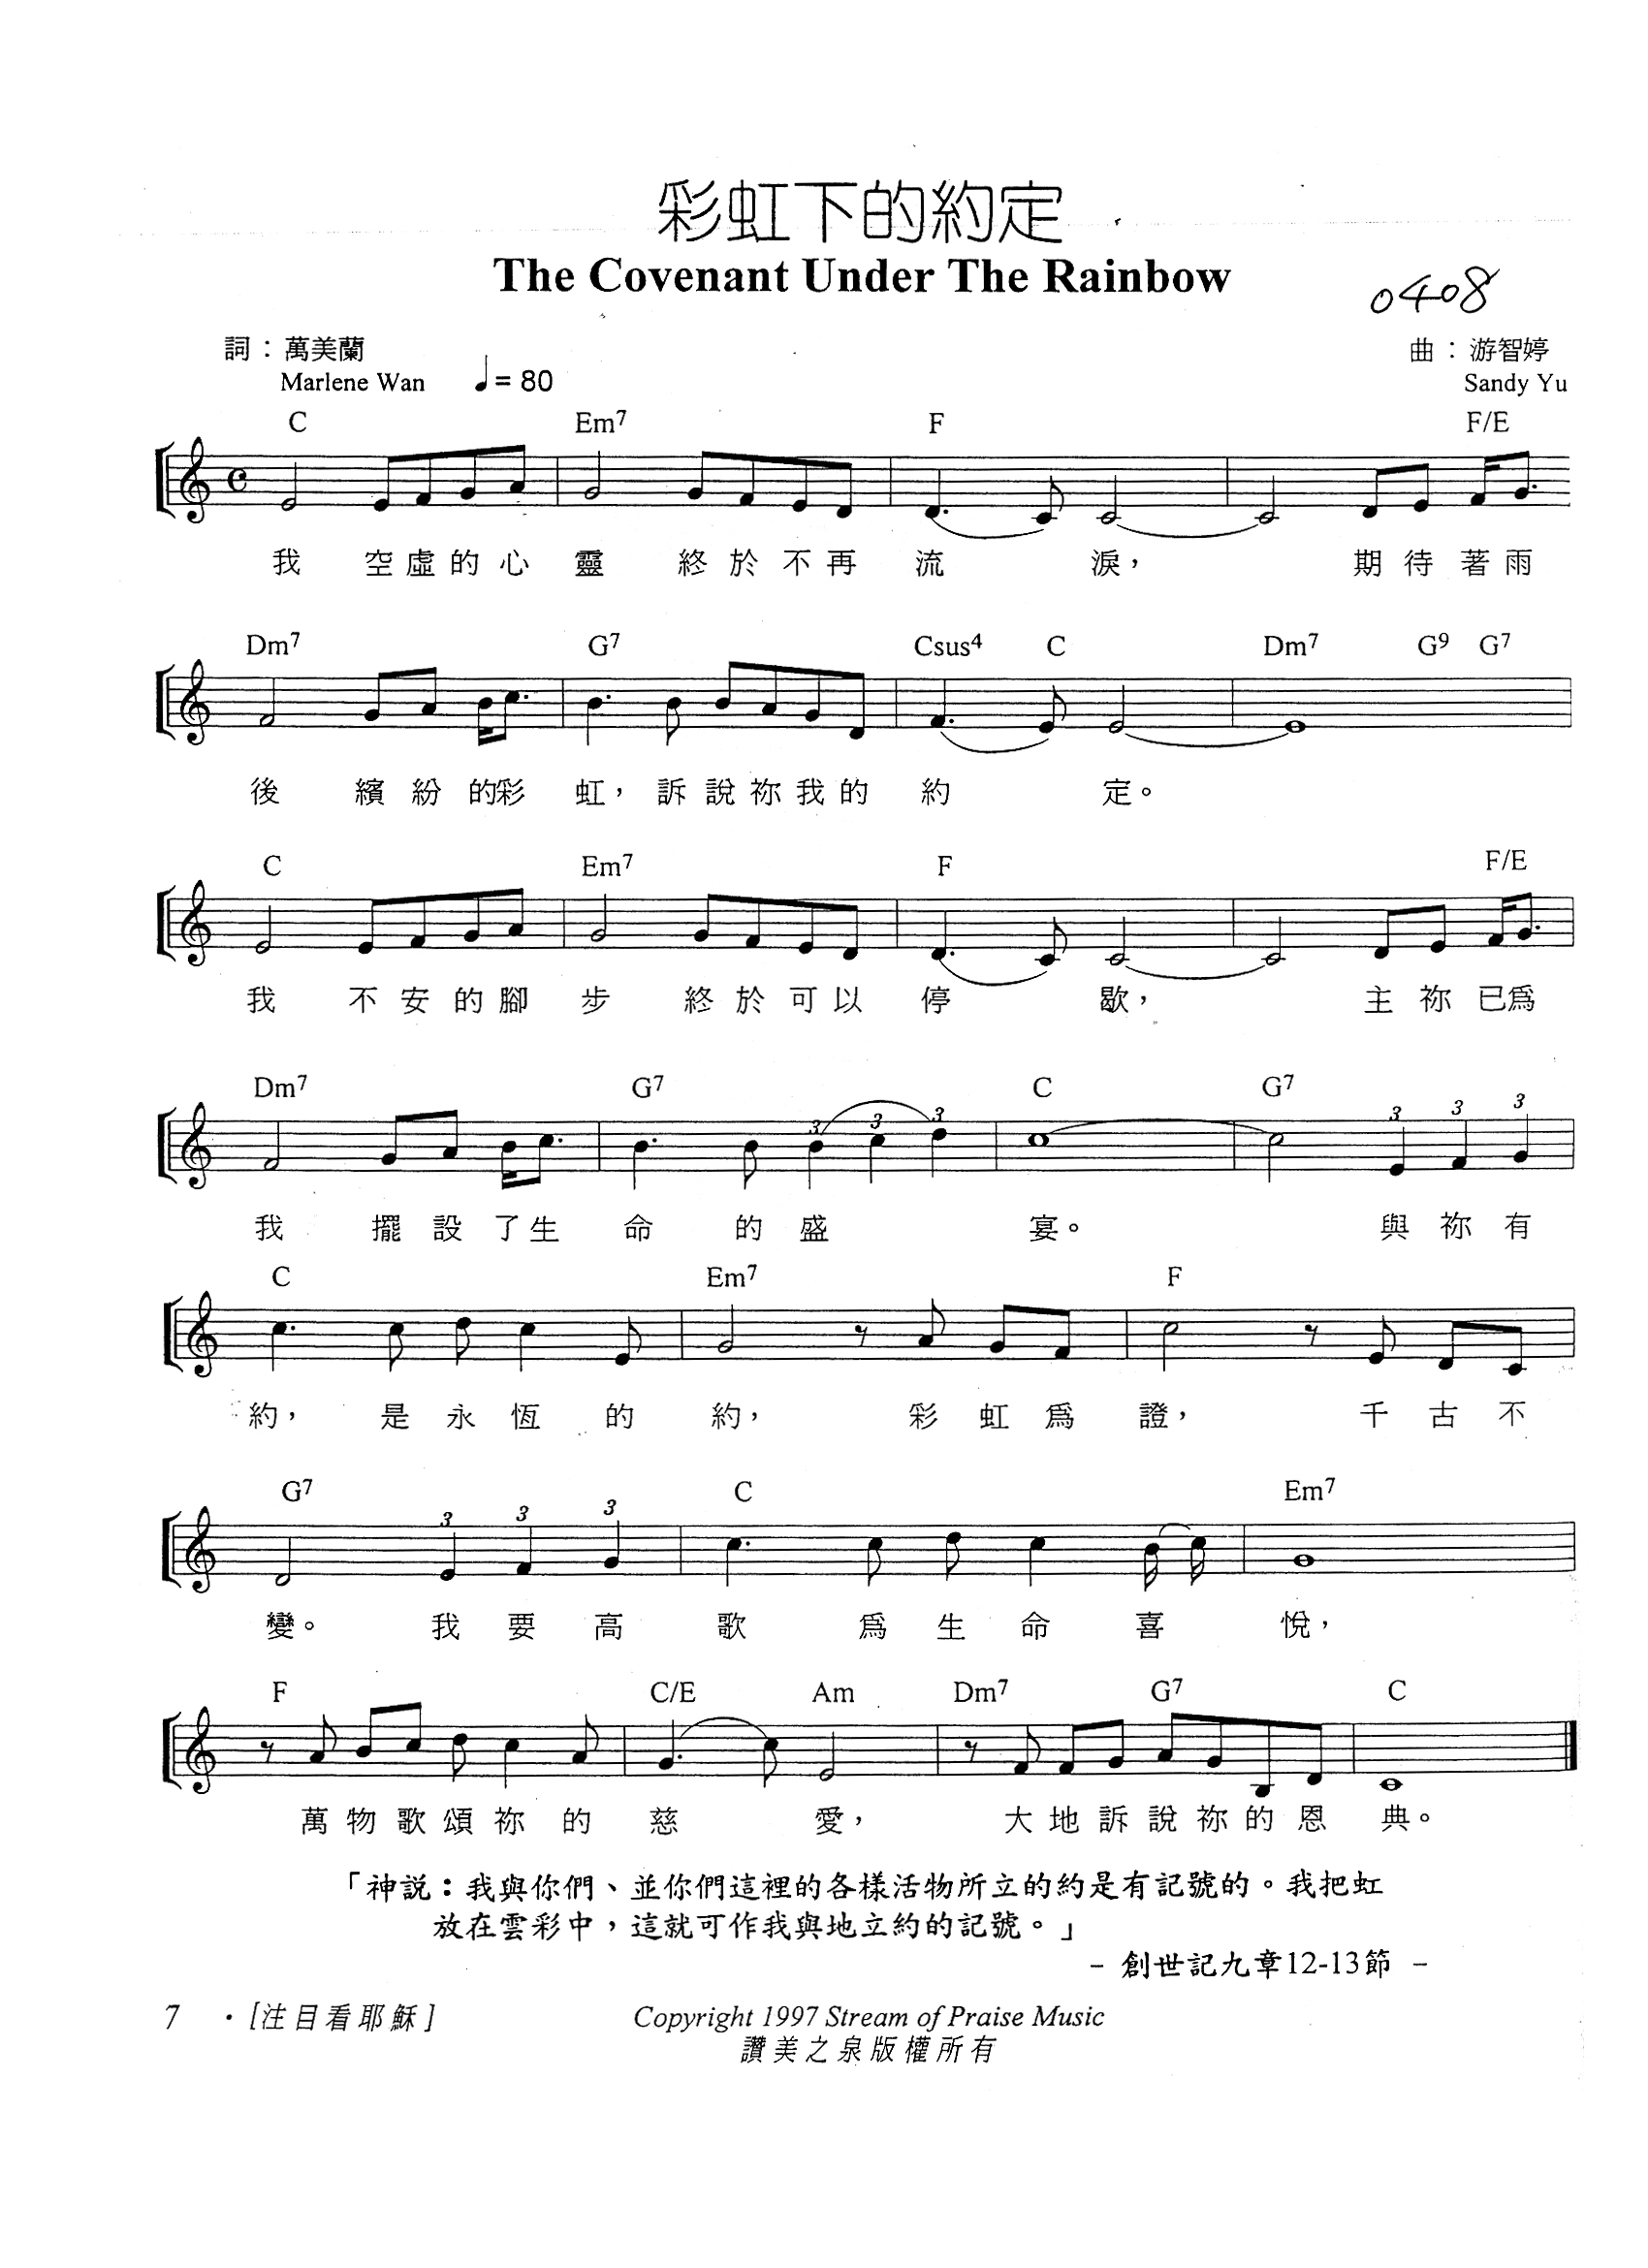 彩虹下的約定
The Covenant Under The Rainbow
0408
詞：萬美蘭 曲：游智婷
Marlene Wan ♩= 80 Sandy Yu
C Em7 F F/E
我 空 虛 的 心 靈 終 於 不 再 流 淚， 期 待 著 雨
Dm7 G7 Csus4 C Dm7 G9 G7
後 繽 紛 的彩 虹， 訴 說 祢 我 的 約 定。
C Em7 F F/E
我 不 安 的 腳 步 終 於 可 以 停 歇， 主 祢 已爲
Dm7 G7 3 3 3 C G7 3 3 3
我 擺 設 了 生 命 的 盛 宴。 與 祢 有
C Em7 F
約， 是 永 恆 的 約， 彩 虹 爲 證， 千 古 不
G7 3 3 3 C Em7
變。 我 要 高 歌 爲 生 命 喜 悅，
F C/E Am Dm7 G7 C
萬 物 歌 頌 祢 的 慈 愛， 大 地 訴 說 祢 的 恩 典。
「神説：我與你們、並你們這裡的各樣活物所立的約是有記號的。我把虹
放在雲彩中，這就可作我與地立約的記號。」
– 創世記九章12-13節 –
7 ・[注目看耶穌] Copyright 1997 Stream of Praise Music
讚美之泉版權所有